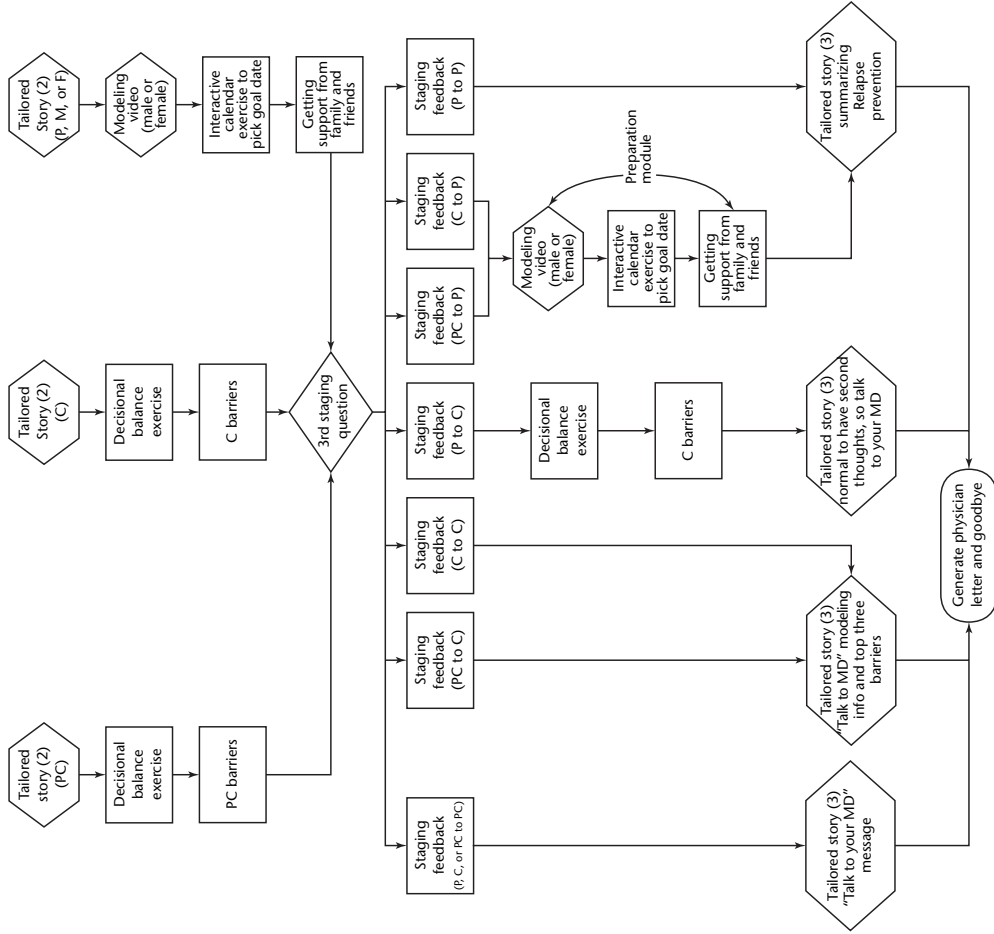 Tailored
story (2)
(PC)
Decisional
balance
exercise
PC barriers
Tailored
Story (2)
(C)
Decisional
balance
exercise
C barriers
Tailored
Story (2)
(P, M, or F)
Modeling
video
(male or
female)
Interactive
calendar
exercise to
pick goal date
Getting
support from
family and
friends
3rd staging
question
Staging
feedback
(P, C, or PC to PC)
Staging
feedback
(PC to C)
Staging
feedback
(C to C)
Staging
feedback
(P to C)
Staging
feedback
(PC to P)
Staging
feedback
(C to P)
Staging
feedback
(P to P)
Decisional
balance
exercise
C barriers
Modeling
video
(male or
female)
Interactive
calendar
exercise to
pick goal date
Getting
support from
family and
friends
Preparation
module
Tailored story (3)
“Talk to your MD”
message
Tailored story (3)
“Talk to MD” modeling
info and top three
barriers
Tailored story (3)
normal to have second
thoughts, so talk
to your MD
Tailored story (3)
summarizing
Relapse
prevention
Generate physician
letter and goodbye